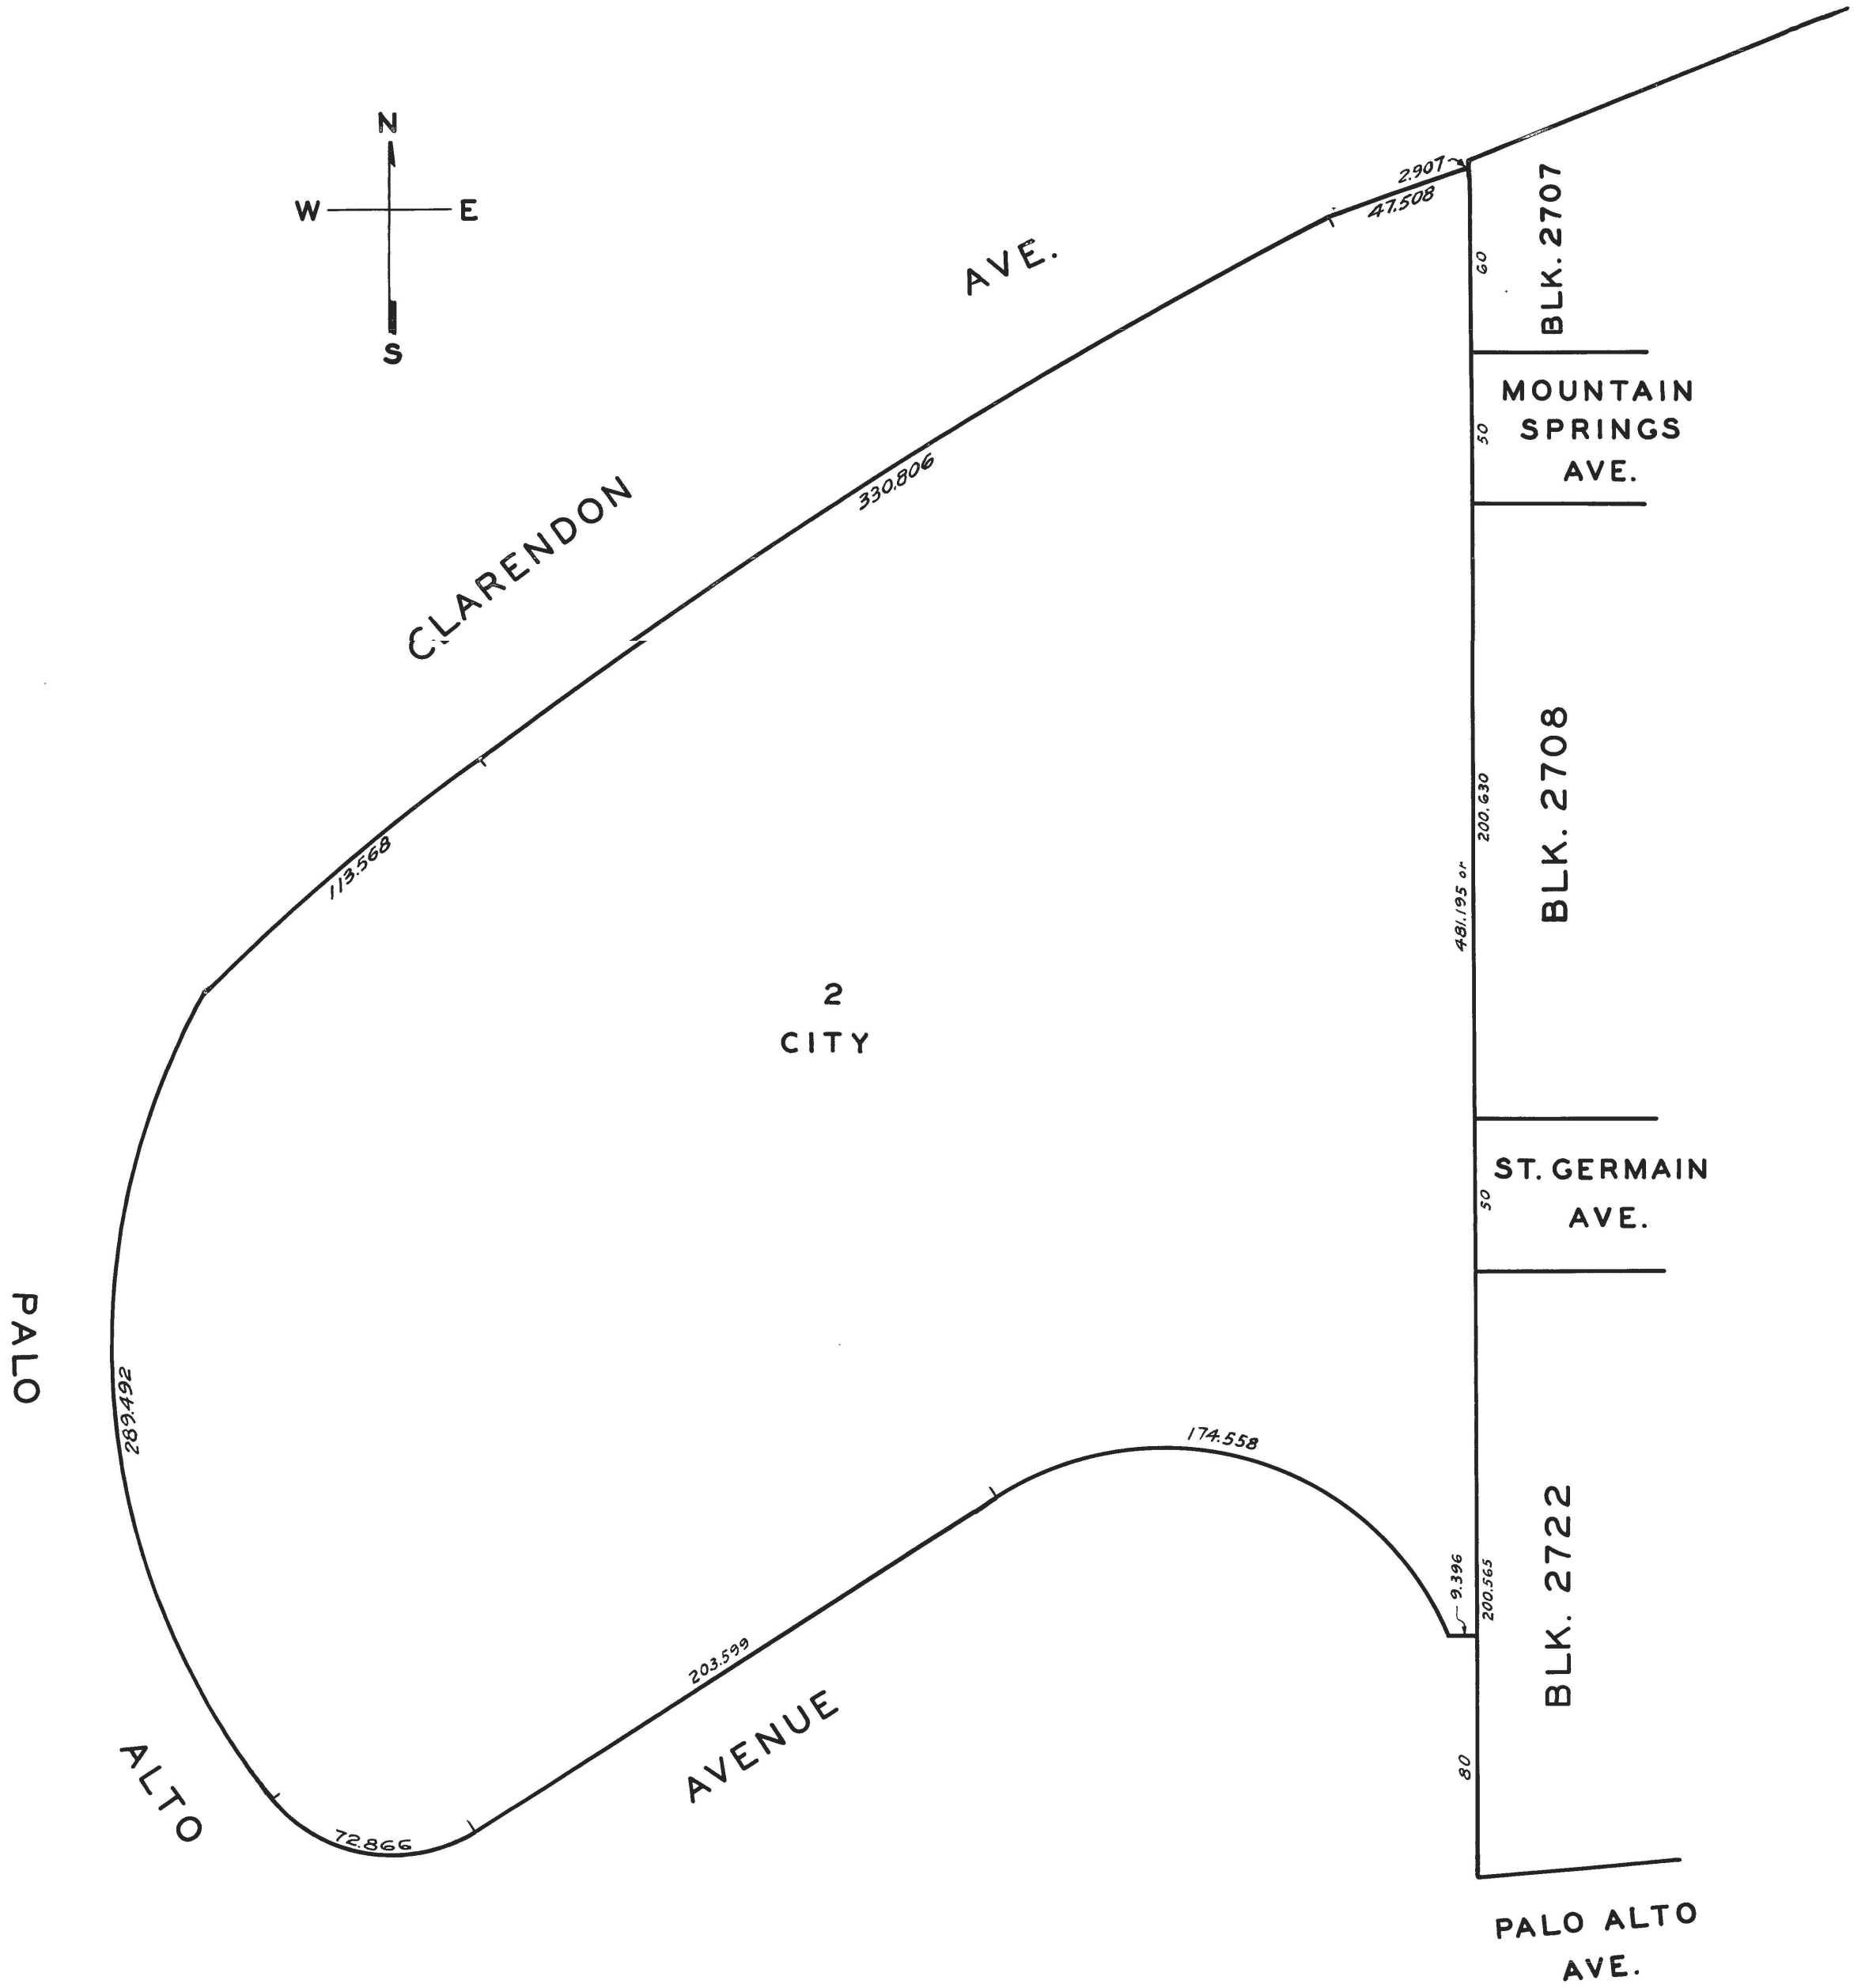 N
W E
S
CLARENDON
AVE.
2.907
47.508
330.806
113.568
BLK. 2707
60
MOUNTAIN
SPRINGS
AVE.
50
BLK. 2708
200.630
481.195 or
2
CITY
ST. GERMAIN
AVE.
50
PALO
289.492
174.558
BLK. 2722
9.396
200.565
203.599
AVENUE
ALTO
72.866
80
PALO ALTO
AVE.